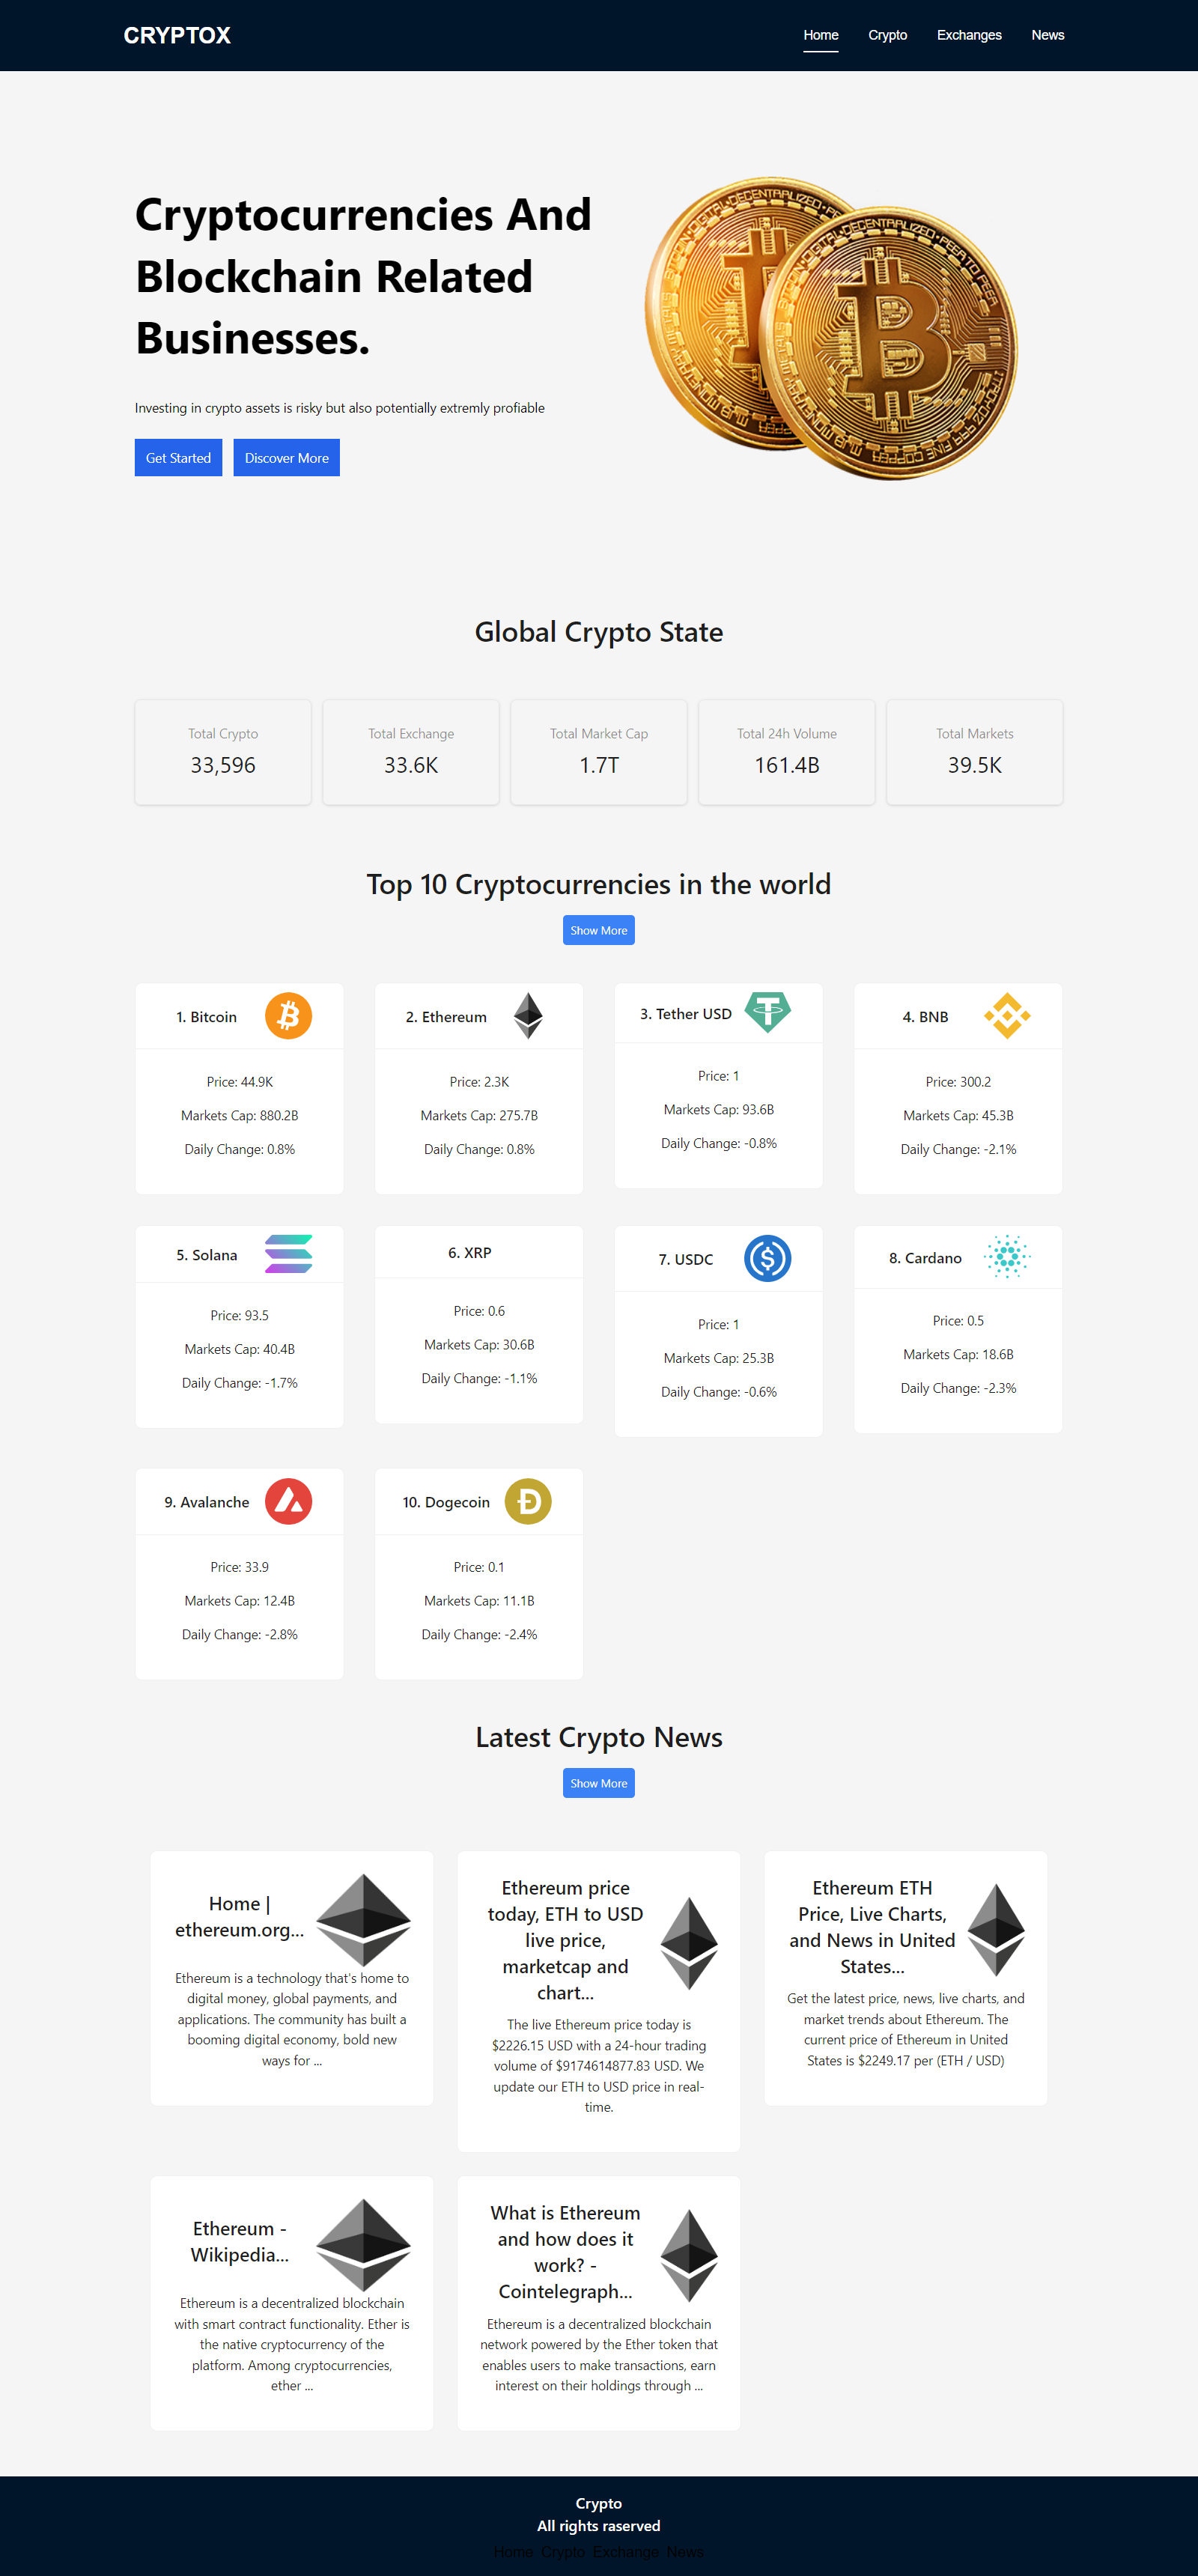 CRYPTOX
Home Crypto Exchanges News
Cryptocurrencies And
Blockchain Related
Businesses.
Investing in crypto assets is risky but also potentially extremly profiable
Get Started Discover More
Global Crypto State
Total Crypto
33,596
Total Exchange
33.6K
Total Market Cap
1.7T
Total 24h Volume
161.4B
Total Markets
39.5K
Top 10 Cryptocurrencies in the world
Show More
1. Bitcoin
Price: 44.9K
Markets Cap: 880.2B
Daily Change: 0.8%
2. Ethereum
Price: 2.3K
Markets Cap: 275.7B
Daily Change: 0.8%
3. Tether USD
Price: 1
Markets Cap: 93.6B
Daily Change: -0.8%
4. BNB
Price: 300.2
Markets Cap: 45.3B
Daily Change: -2.1%
5. Solana
Price: 93.5
Markets Cap: 40.4B
Daily Change: -1.7%
6. XRP
Price: 0.6
Markets Cap: 30.6B
Daily Change: -1.1%
7. USDC
Price: 1
Markets Cap: 25.3B
Daily Change: -0.6%
8. Cardano
Price: 0.5
Markets Cap: 18.6B
Daily Change: -2.3%
9. Avalanche
Price: 33.9
Markets Cap: 12.4B
Daily Change: -2.8%
10. Dogecoin
Price: 0.1
Markets Cap: 11.1B
Daily Change: -2.4%
Latest Crypto News
Show More
Home |
ethereum.org...
Ethereum is a technology that's home to
digital money, global payments, and
applications. The community has built a
booming digital economy, bold new
ways for ...
Ethereum price
today, ETH to USD
live price,
marketcap and
chart...
The live Ethereum price today is
$2226.15 USD with a 24-hour trading
volume of $9174614877.83 USD. We
update our ETH to USD price in real-
time.
Ethereum ETH
Price, Live Charts,
and News in United
States...
Get the latest price, news, live charts, and
market trends about Ethereum. The
current price of Ethereum in United
States is $2249.17 per (ETH / USD)
Ethereum -
Wikipedia...
Ethereum is a decentralized blockchain
with smart contract functionality. Ether is
the native cryptocurrency of the
platform. Among cryptocurrencies,
ether ...
What is Ethereum
and how does it
work? -
Cointelegraph...
Ethereum is a decentralized blockchain
network powered by the Ether token that
enables users to make transactions, earn
interest on their holdings through ...
Crypto
All rights raserved
Home Crypto Exchange News